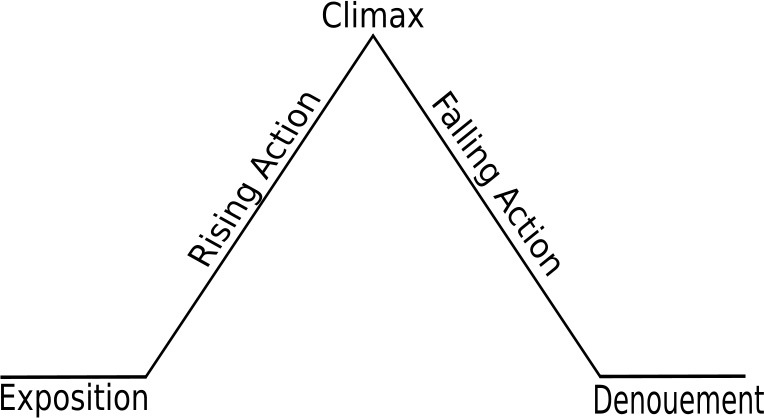 Climax
Rising Action
Falling Action
Exposition
Denouement